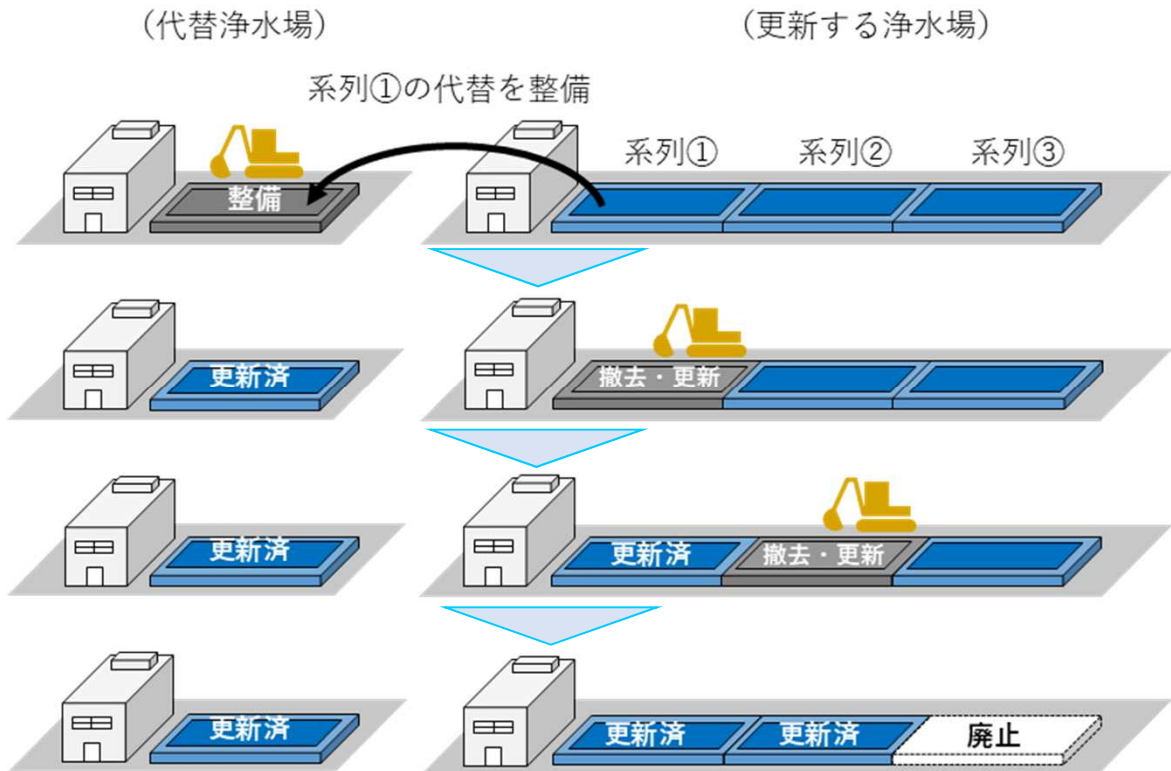 (代替浄水場)
(更新する浄水場)
系列①の代替を整備
系列①
系列②
系列③
整備
更新済
撤去・更新
更新済
更新済
撤去・更新
更新済
更新済
更新済
廃止